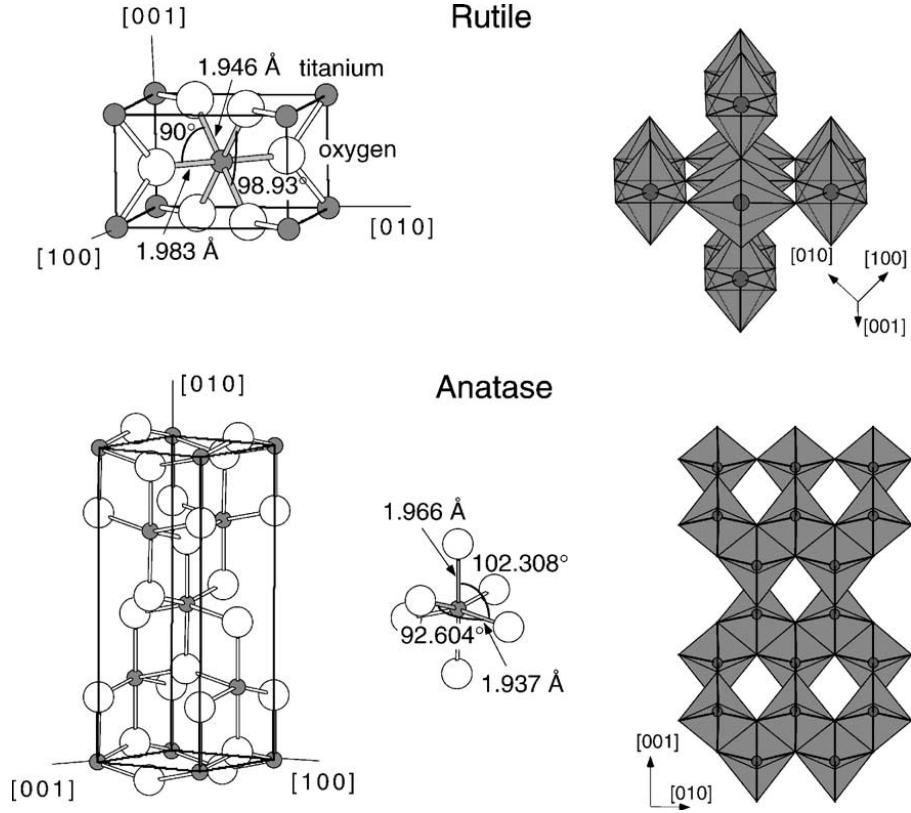 Rutile
[001]
1.946 Å
titanium
90°
oxygen
98.93°
[010]
[100]
1.983 Å
[010]
[100]
[001]
Anatase
[010]
1.966 Å
102.308°
92.604°
1.937 Å
[001]
[100]
[001]
[010]